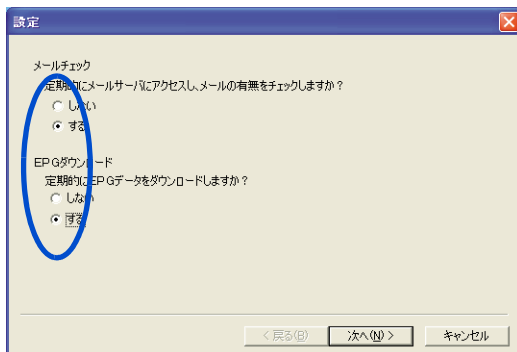 設定
メールチェック
定期的にメールサーバにアクセスし、メールの有無をチェックしますか？
しない
する
EPGダウンロード
定期的にEPGデータをダウンロードしますか？
しない
する
< 戻る(B) 次へ(N) > キャンセル